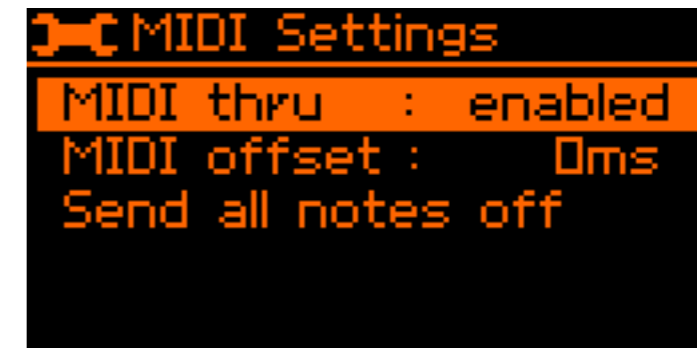 MIDI Settings
MIDI thru : enabled
MIDI offset : 0ms
Send all notes off